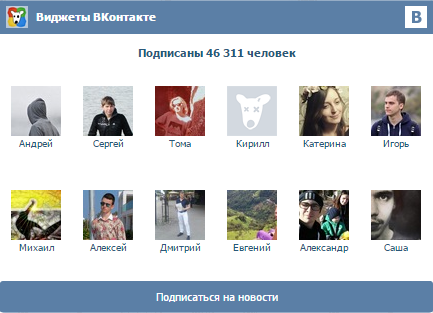 Виджеты ВКонтакте
B
Подписаны 46 311 человек
Андрей Сергей Тома Кирилл Катерина Игорь
Михаил Алексей Дмитрий Евгений Александр Саша
Подписаться на новости